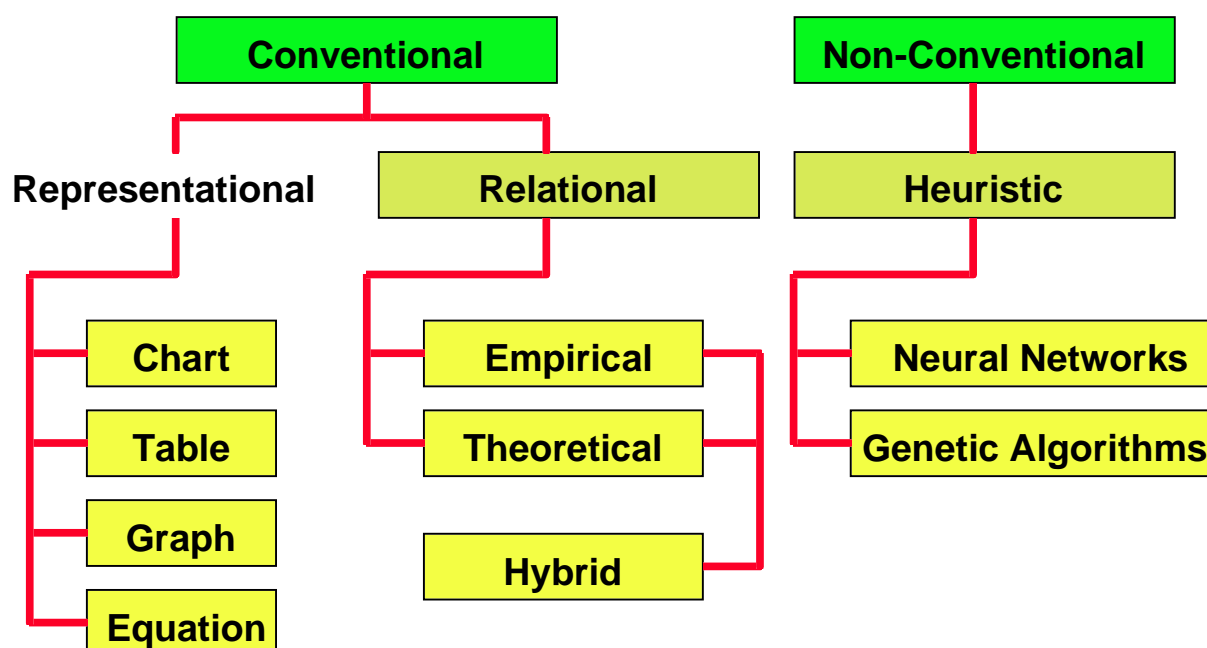 Conventional
Non-Conventional
Representational
Relational
Heuristic
Chart
Table
Graph
Equation
Empirical
Theoretical
Hybrid
Neural Networks
Genetic Algorithms